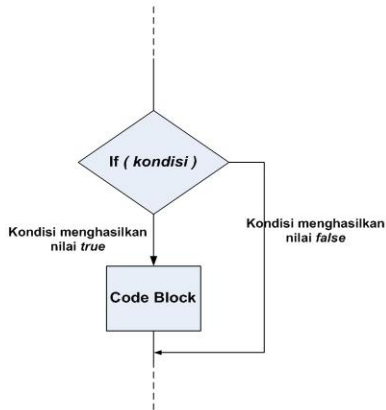 If ( kondisi )
Kondisi menghasilkan
nilai true
Kondisi menghasilkan
nilai false
Code Block